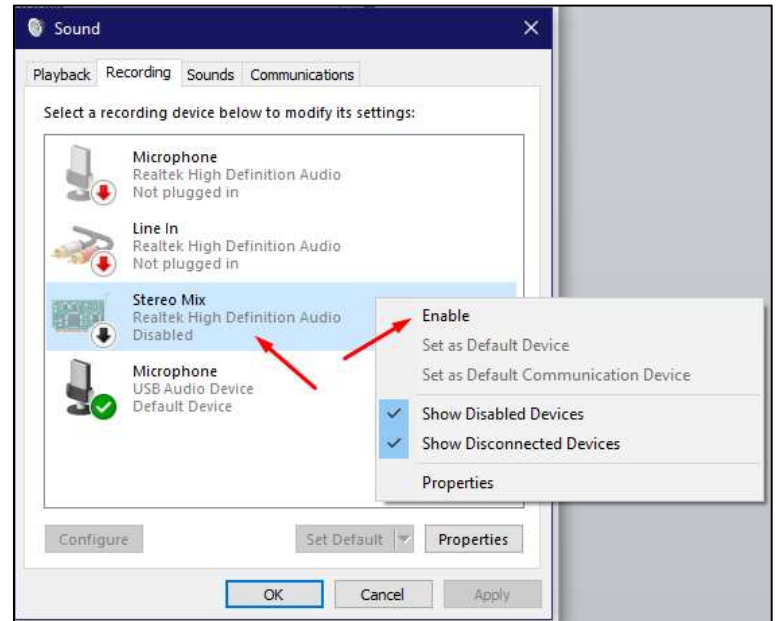 Sound
Playback Recording Sounds Communications
Select a recording device below to modify its settings:
Microphone
Realtek High Definition Audio
Not plugged in
Line In
Realtek High Definition Audio
Not plugged in
Stereo Mix
Realtek High Definition Audio
Disabled
Microphone
USB Audio Device
Default Device
Enable
Set as Default Device
Set as Default Communication Device
Show Disabled Devices
Show Disconnected Devices
Properties
Configure Set Default Properties
OK Cancel Apply